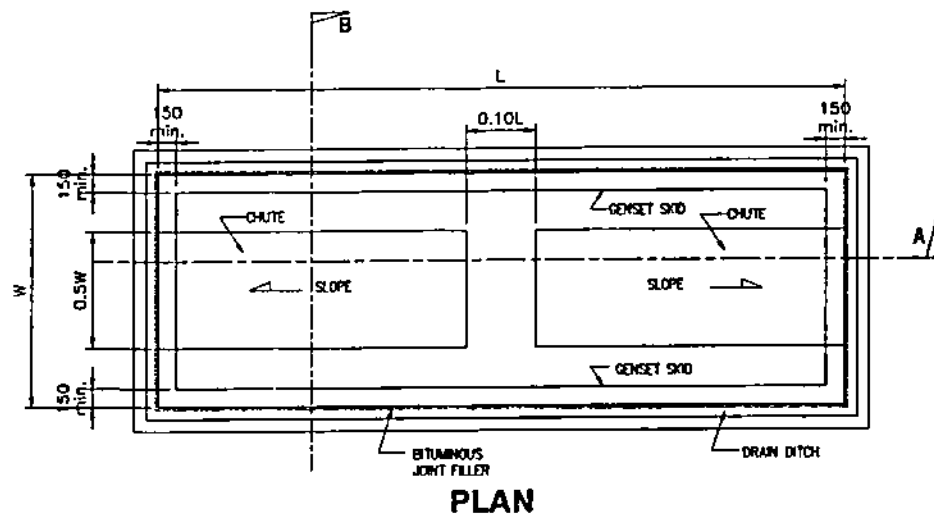 B
L
150
min.
0.10L
150
min.
150
min.
GENSET SKID
CHUTE
CHUTE
A
W
0.5W
SLOPE
SLOPE
GENSET SKID
150
min.
BITUMINOUS
JOINT FILLER
DRAIN DITCH
PLAN